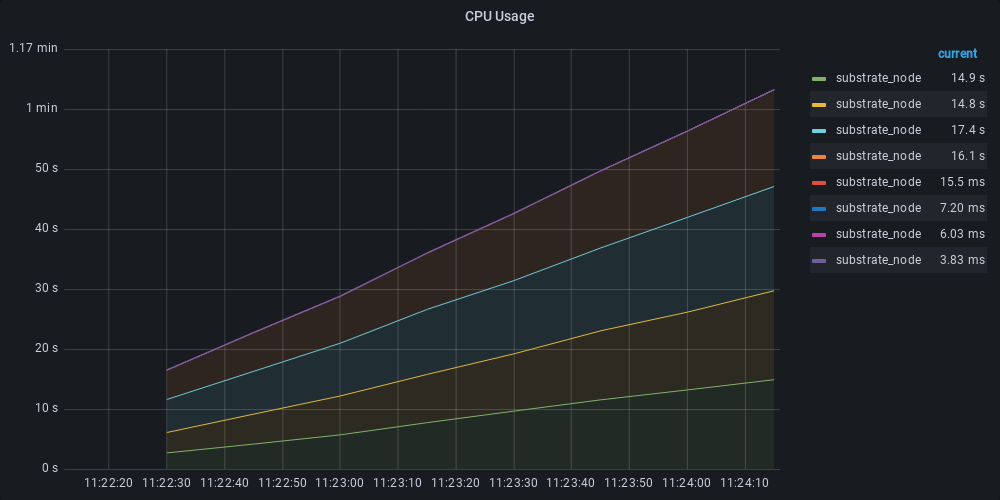 CPU Usage
1.17 min
1 min
50 s
40 s
30 s
20 s
10 s
0 s
11:22:20 11:22:30 11:22:40 11:22:50 11:23:00 11:23:10 11:23:20 11:23:30 11:23:40 11:23:50 11:24:00 11:24:10
current
substrate_node 14.9 s
substrate_node 14.8 s
substrate_node 17.4 s
substrate_node 16.1 s
substrate_node 15.5 ms
substrate_node 7.20 ms
substrate_node 6.03 ms
substrate_node 3.83 ms